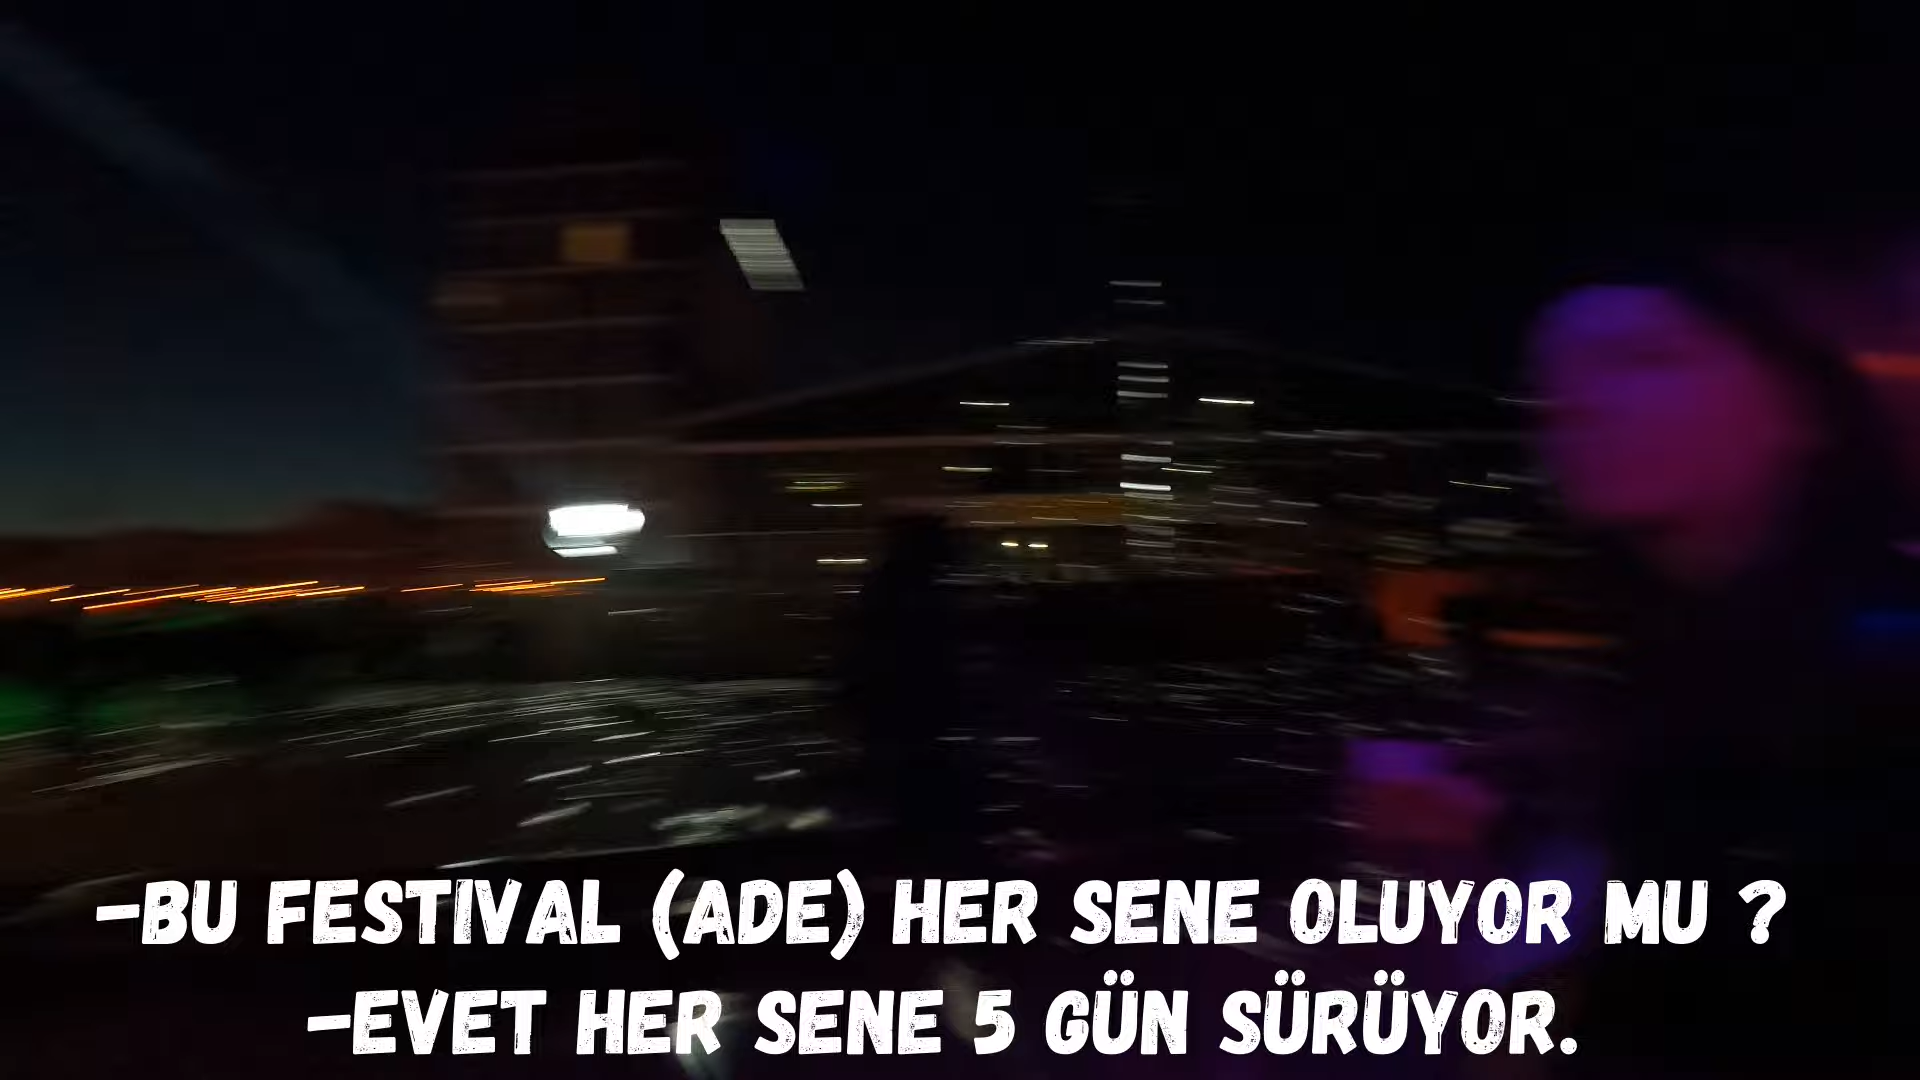 -BU FESTIVAL (ADE) HER SENE OLUYOR MU ?
-EVET HER SENE 5 GÜN SÜRÜYOR.